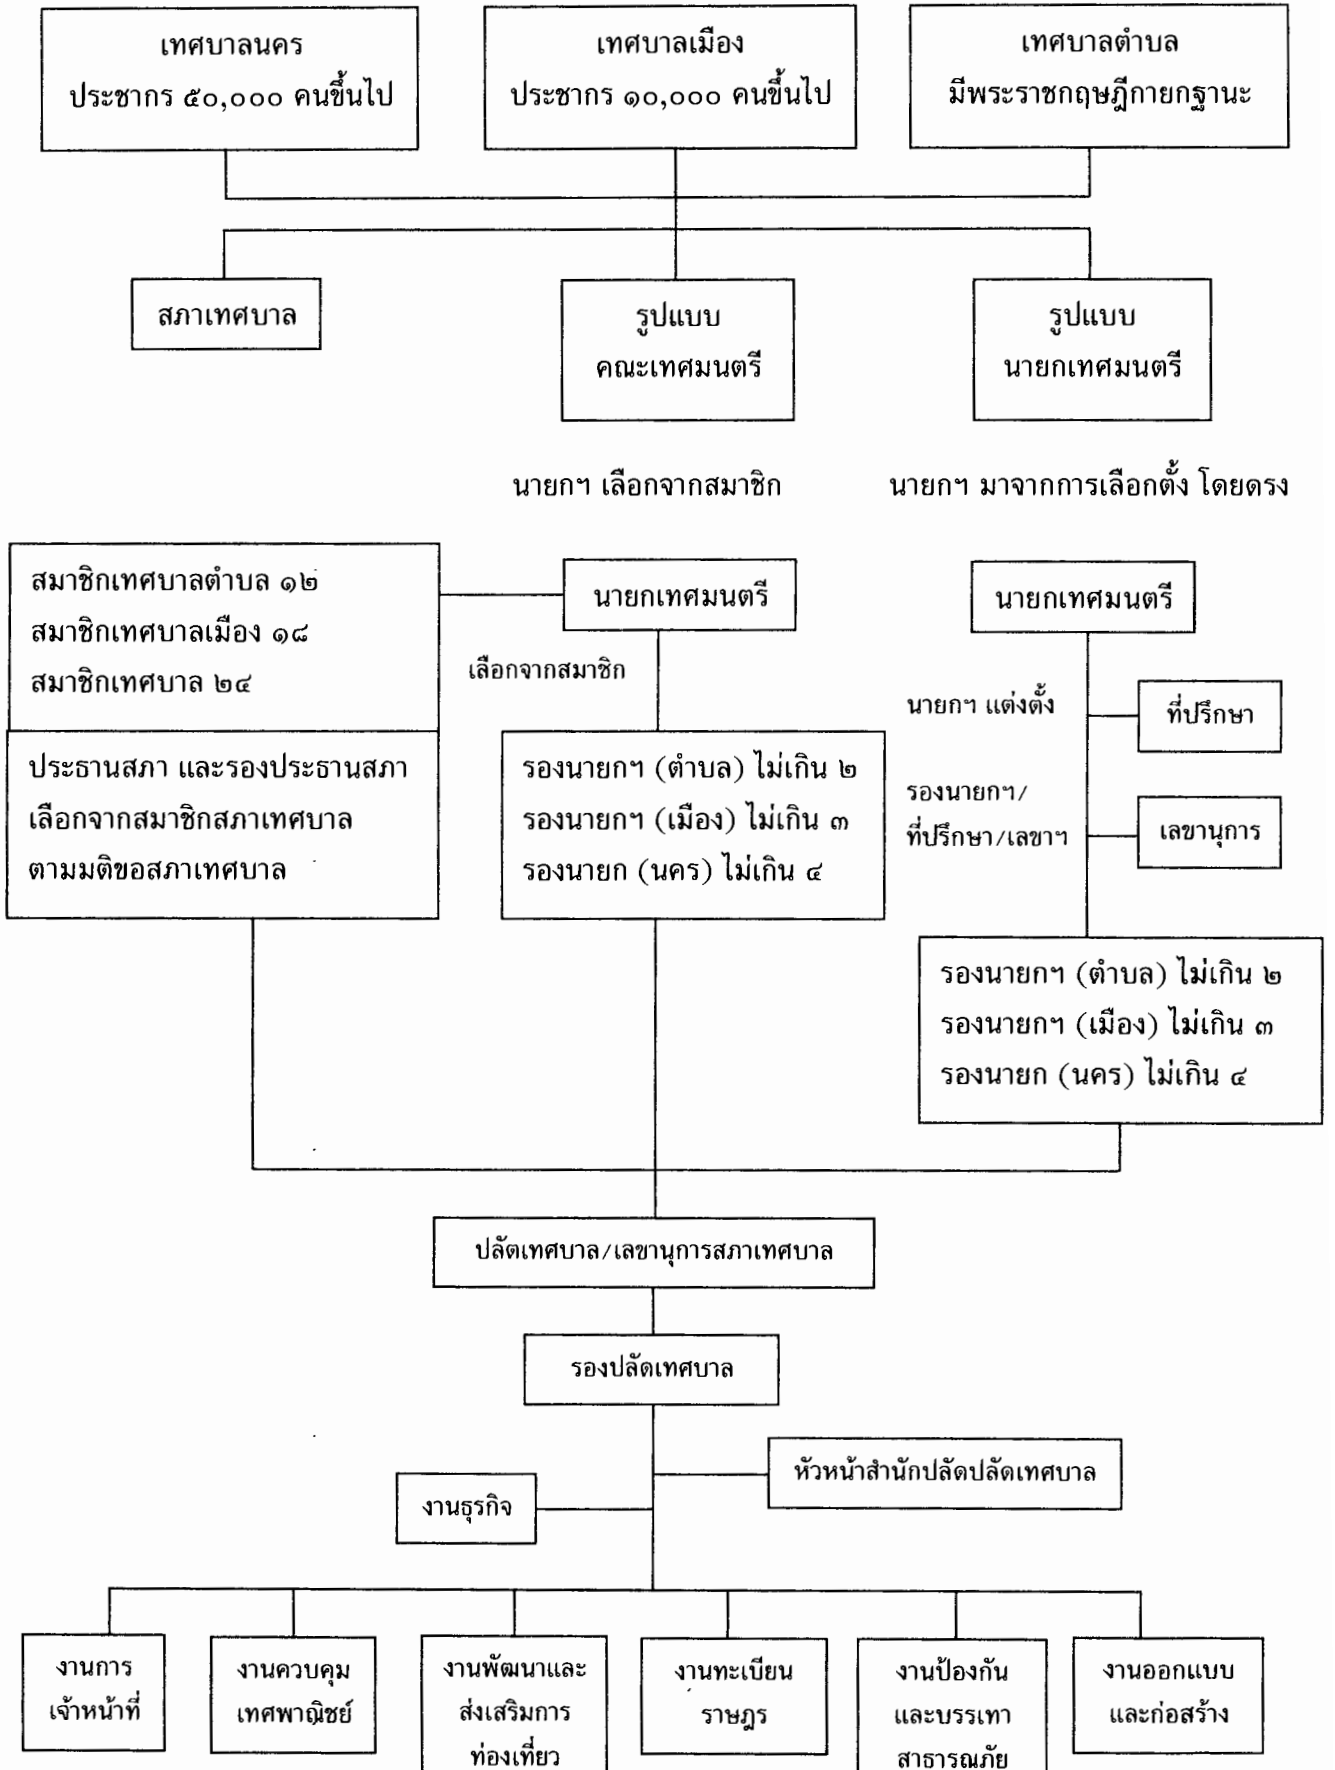 เทศบาลนคร
ประชากร ๕๐,๐๐๐ คนขึ้นไป
เทศบาลเมือง
ประชากร ๑๐,๐๐๐ คนขึ้นไป
เทศบาลตำบล
มีพระราชกฤษฎีกายกฐานะ
สภาเทศบาล
รูปแบบ
คณะเทศมนตรี
รูปแบบ
นายกเทศมนตรี
นายกฯ เลือกจากสมาชิก
นายกฯ มาจากการเลือกตั้ง โดยตรง
สมาชิกเทศบาลตำบล ๑๒
สมาชิกเทศบาลเมือง ๑๘
สมาชิกเทศบาล ๒๔
ประธานสภา และรองประธานสภา
เลือกจากสมาชิกสภาเทศบาล
ตามมติขอสภาเทศบาล
นายกเทศมนตรี
เลือกจากสมาชิก
รองนายกฯ (ตำบล) ไม่เกิน ๒
รองนายกฯ (เมือง) ไม่เกิน ๓
รองนายก (นคร) ไม่เกิน ๔
นายกเทศมนตรี
นายกฯ แต่งตั้ง
ที่ปรึกษา
รองนายกฯ/
ที่ปรึกษา/เลขาฯ
เลขานุการ
รองนายกฯ (ตำบล) ไม่เกิน ๒
รองนายกฯ (เมือง) ไม่เกิน ๓
รองนายก (นคร) ไม่เกิน ๔
ปลัตเทศบาล/เลขานุการสภาเทศบาล
รองปลัดเทศบาล
หัวหน้าสำนักปลัดปลัดเทศบาล
งานธุรกิจ
งานการ
เจ้าหน้าที่
งานควบคุม
เทศพาณิชย์
งานพัฒนาและ
ส่งเสริมการ
ท่องเที่ยว
งานทะเบียน
ราษฎร
งานป้องกัน
และบรรเทา
สาธารณภัย
งานออกแบบ
และก่อสร้าง